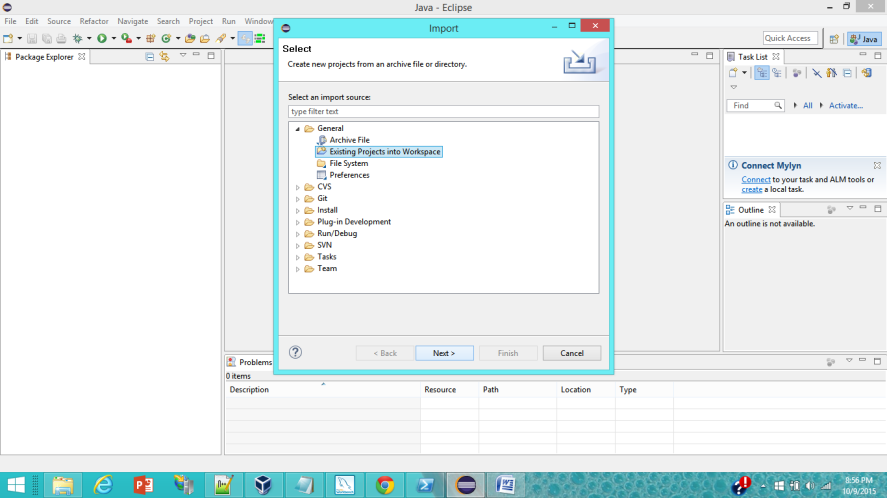 Java - Eclipse
File Edit Source Refactor Navigate Search Project Run Window
Quick Access
Java
Package Explorer
Import
Select
Create new projects from an archive file or directory.
Select an import source:
type filter text
General
Archive File
Existing Projects into Workspace
File System
Preferences
CVS
Git
Install
Plug-in Development
Run/Debug
SVN
Tasks
Team
< Back
Next >
Finish
Cancel
Task List
Find
All
Activate...
Connect Mylyn
Connect to your task and ALM tools or
create a local task.
Outline
An outline is not available.
Problems
0 items
Description Resource Path Location Type
8:56 PM
10/9/2015